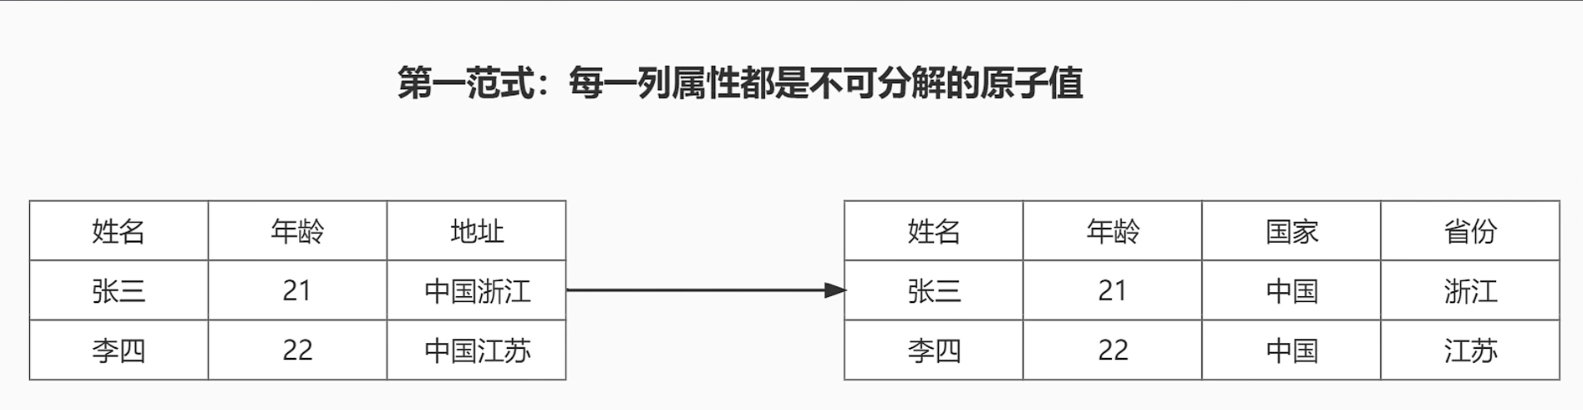 第一范式：每一列属性都是不可分解的原子值
姓名 年龄 地址
张三 21 中国浙江
李四 22 中国江苏
姓名 年龄 国家 省份
张三 21 中国 浙江
李四 22 中国 江苏